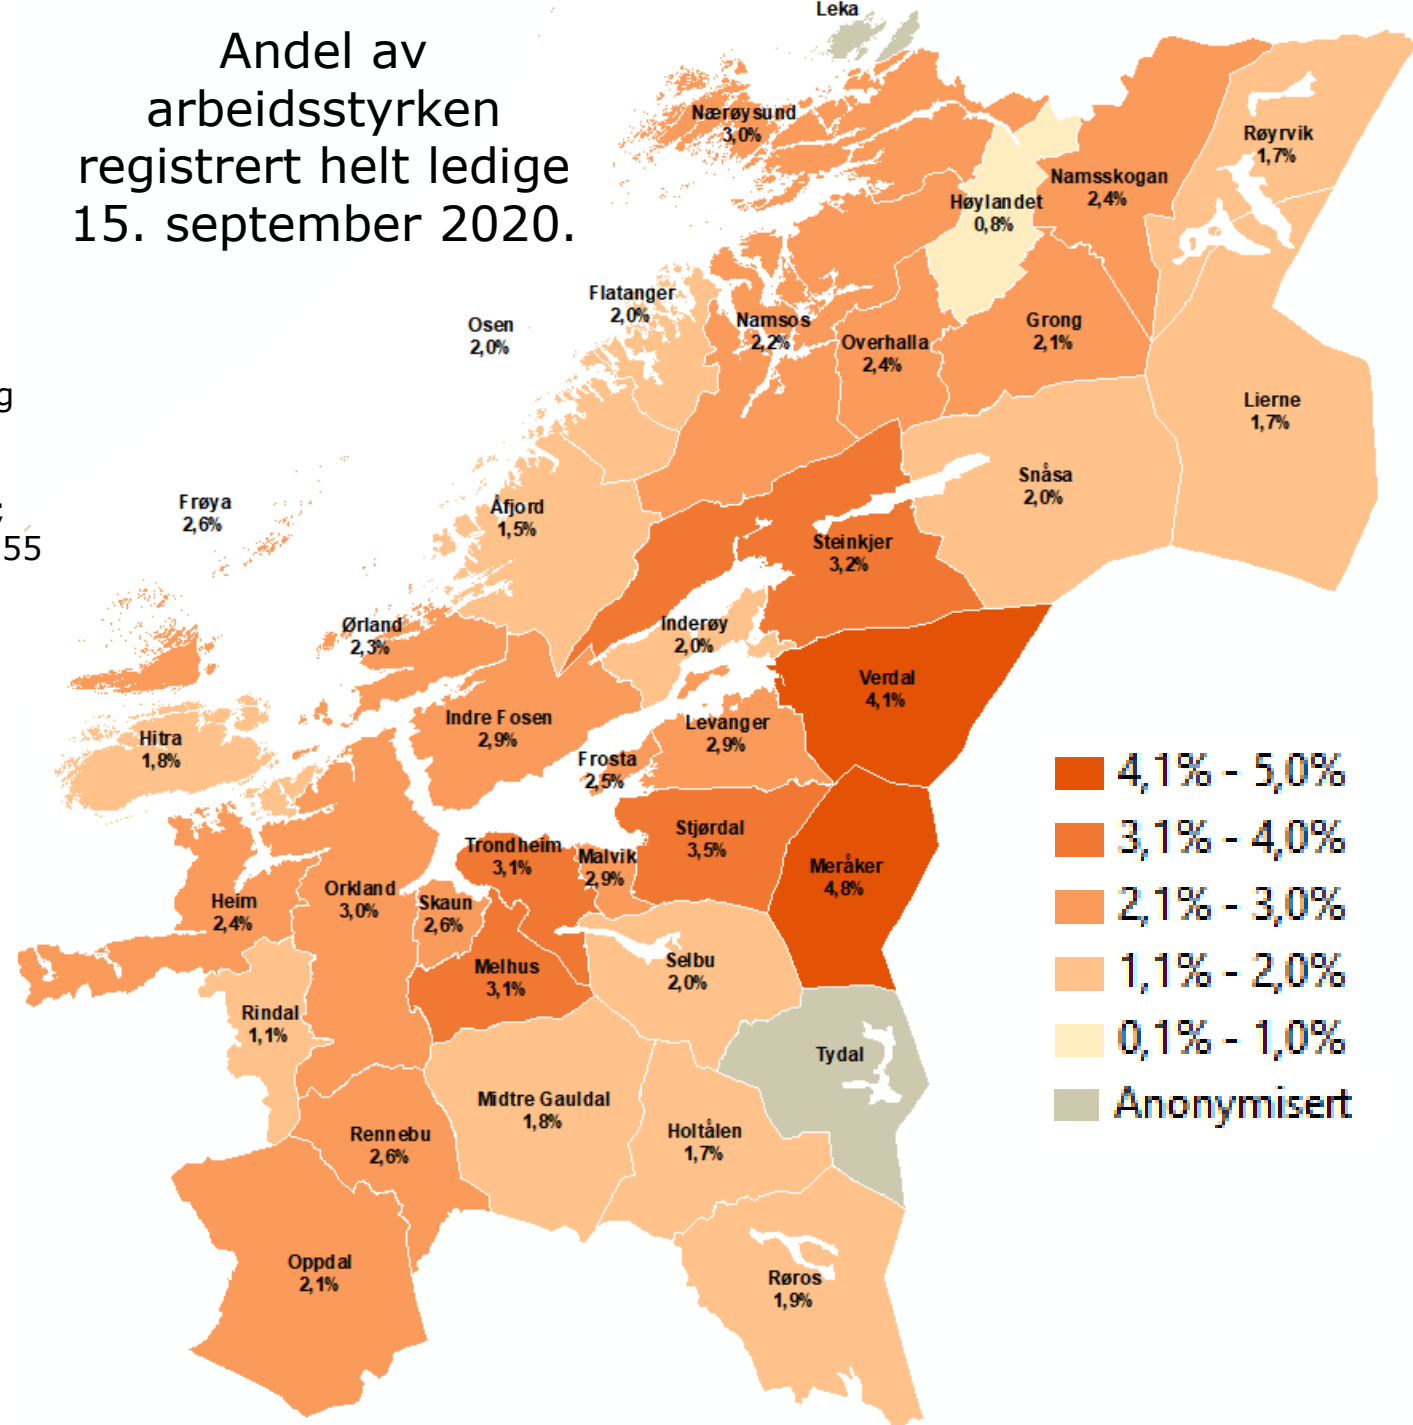 Andel av
arbeidsstyrken
registrert helt ledige
15. september 2020.
g
55
Leka
Nærøysund
3,0%
Røyrvik
1,7%
Namsskogan
2,4%
Høylandet
0,8%
Flatanger
2,0%
Osen
2,0%
Namsos
2,2%
Overhalla
2,4%
Grong
2,1%
Lierne
1,7%
Snåsa
2,0%
Frøya
2,6%
Åfjord
1,5%
Steinkjer
3,2%
Ørland
2,3%
Inderøy
2,0%
Verdal
4,1%
Indre Fosen
2,9%
Levanger
2,9%
Hitra
1,8%
Frosta
2,5%
Stjørdal
3,5%
Trondheim
3,1%
Malvik
2,9%
Meråker
4,8%
Heim
2,4%
Orkland
3,0%
Skaun
2,6%
Melhus
3,1%
Selbu
2,0%
Rindal
1,1%
Tydal
Midtre Gauldal
1,8%
Holtålen
1,7%
Rennebu
2,6%
Oppdal
2,1%
Røros
1,9%
4,1% - 5,0%
3,1% - 4,0%
2,1% - 3,0%
1,1% - 2,0%
0,1% - 1,0%
Anonymisert